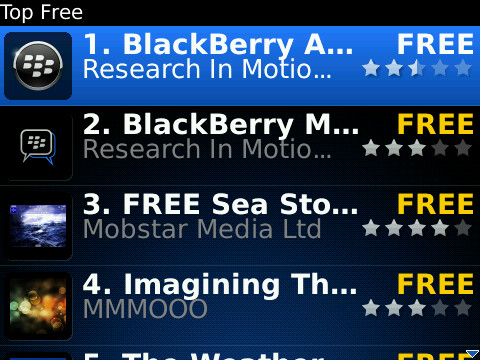 Top Free
1. BlackBerry A... FREE
Research In Motio...
2. BlackBerry M... FREE
Research In Motio...
3. FREE Sea Sto... FREE
Mobstar Media Ltd
4. Imagining Th... FREE
MMMOOO
5. The Weather FREE